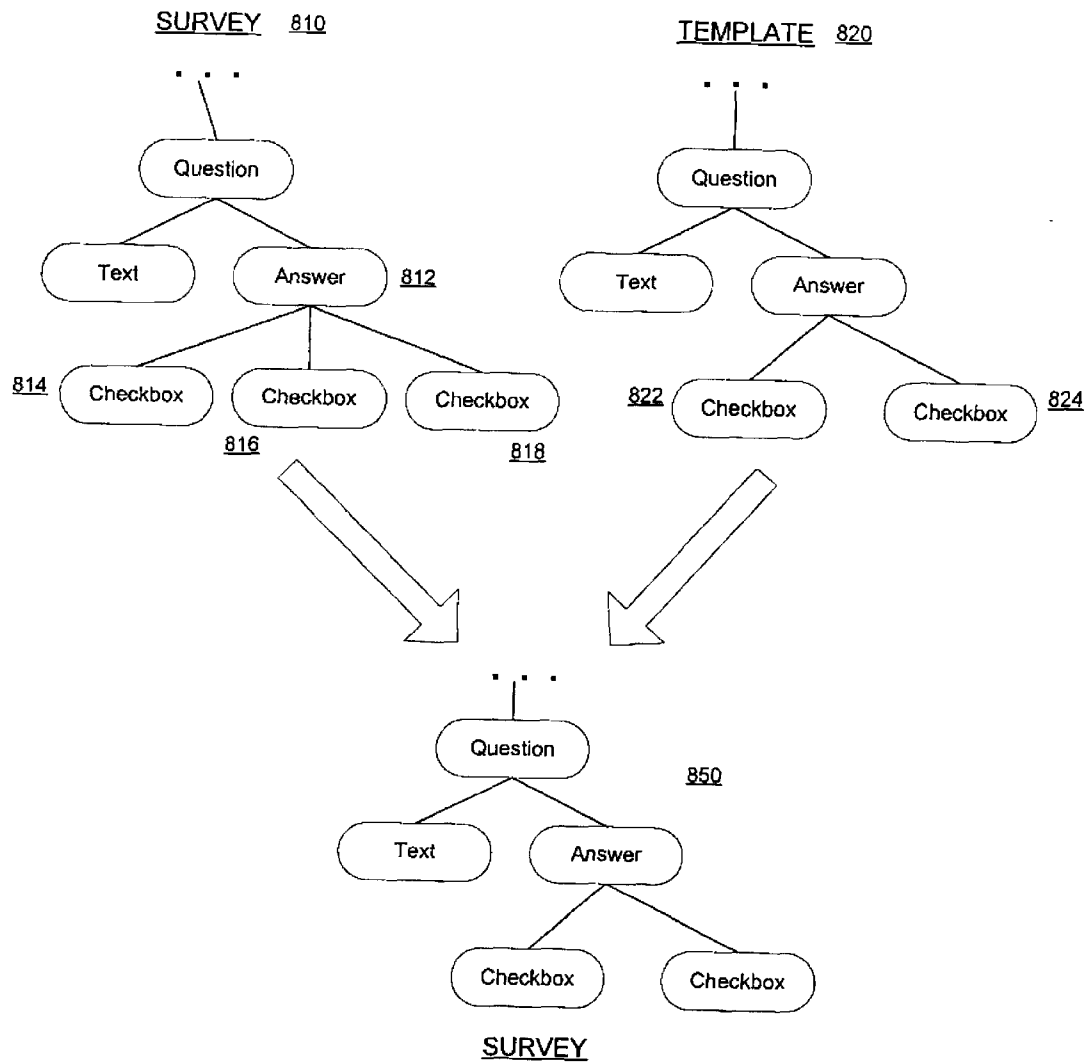 SURVEY 810
TEMPLATE 820
. . .
. . .
Question
Question
Text
Answer
812
Text
Answer
814
Checkbox
Checkbox
Checkbox
822
Checkbox
Checkbox
824
816
818
. . .
Question
850
Text
Answer
Checkbox
Checkbox
SURVEY